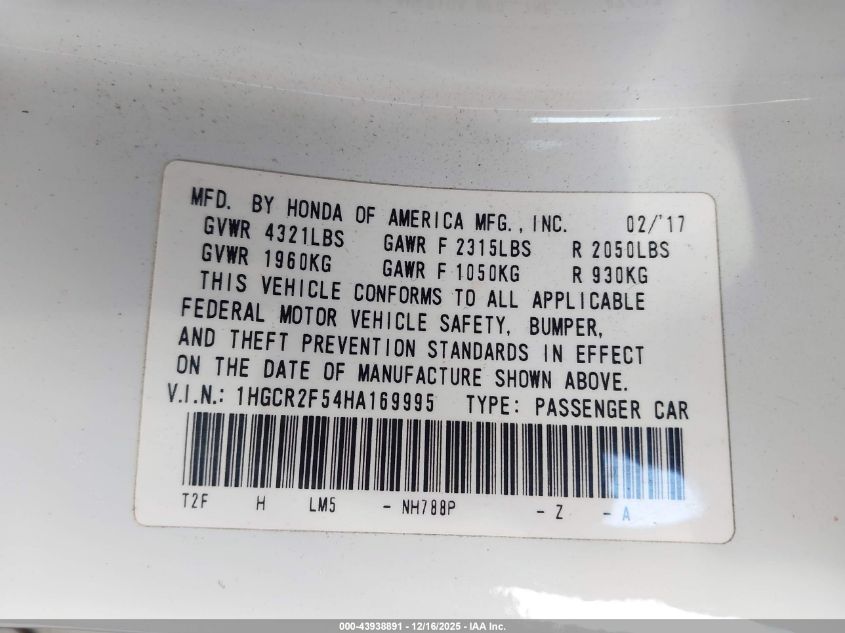 MFD. BY HONDA OF AMERICA MFG., INC. 02/'17
GVWR 4321LBS GAWR F 2315LBS R 2050LBS
GVWR 1960KG GAWR F 1050KG R 930KG
THIS VEHICLE CONFORMS TO ALL APPLICABLE
FEDERAL MOTOR VEHICLE SAFETY, BUMPER,
AND THEFT PREVENTION STANDARDS IN EFFECT
ON THE DATE OF MANUFACTURE SHOWN ABOVE.
V.I.N.: 1HGCR2F54HA169995 TYPE: PASSENGER CAR
T2F H LM5 - NH788P - Z - A
000-43938891 - 12/16/2025 - IAA Inc.